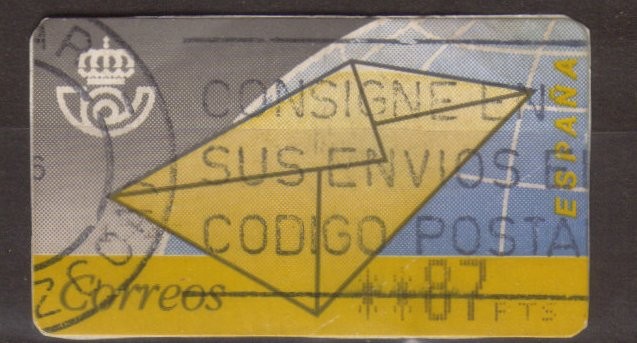 CONSIGNE EN
SUS ENVIOS EL
CODIGO POSTA
ESPAÑA
Correos
**87
PTS